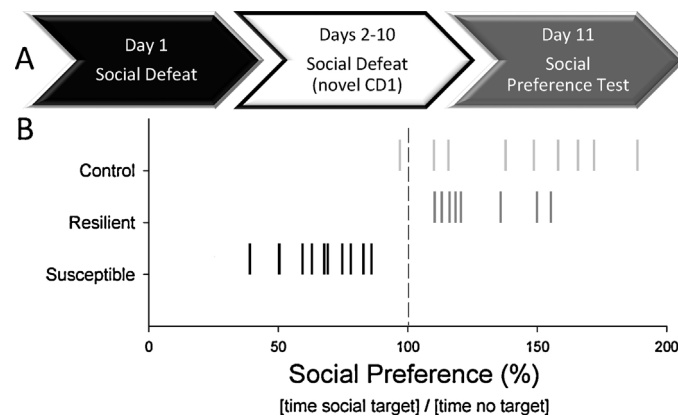 A
Day 1
Social Defeat
Days 2-10
Social Defeat
(novel CD1)
Day 11
Social
Preference Test
B
Control
Resilient
Susceptible
0 50 100 150 200
Social Preference (%)
[time social target] / [time no target]